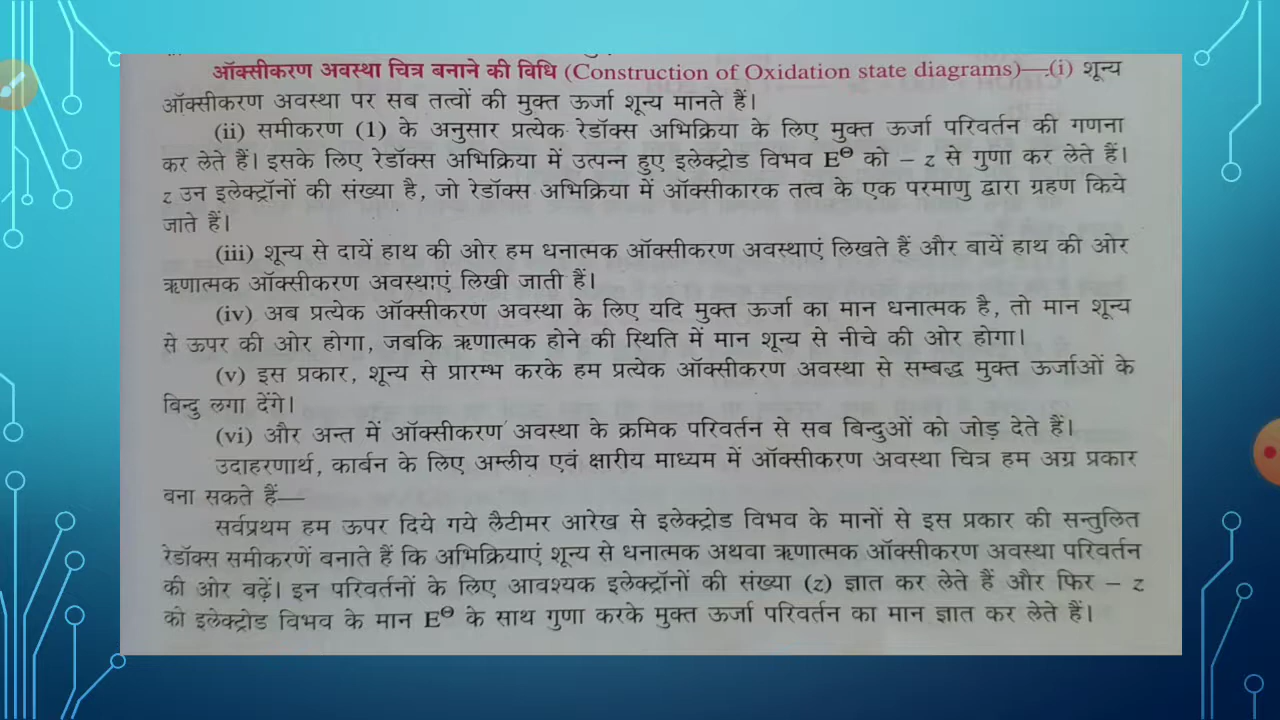 ऑक्सीकरण अवस्था चित्र बनाने की विधि (Construction of Oxidation state diagrams)—(i) शून्य
ऑक्सीकरण अवस्था पर सब तत्वों की मुक्त ऊर्जा शून्य मानते हैं।
(ii) समीकरण (1) के अनुसार प्रत्येक रेडॉक्स अभिक्रिया के लिए मुक्त ऊर्जा परिवर्तन की गणना
कर लेते हैं। इसके लिए रेडॉक्स अभिक्रिया में उत्पन्न हुए इलेक्ट्रोड विभव E⊖ को – z से गुणा कर लेते हैं।
z उन इलेक्ट्रॉनों की संख्या है, जो रेडॉक्स अभिक्रिया में ऑक्सीकारक तत्व के एक परमाणु द्वारा ग्रहण किये
जाते हैं।
(iii) शून्य से दायें हाथ की ओर हम धनात्मक ऑक्सीकरण अवस्थाएं लिखते हैं और बायें हाथ की ओर
ऋणात्मक ऑक्सीकरण अवस्थाएं लिखी जाती हैं।
(iv) अब प्रत्येक ऑक्सीकरण अवस्था के लिए यदि मुक्त ऊर्जा का मान धनात्मक है, तो मान शून्य
से ऊपर की ओर होगा, जबकि ऋणात्मक होने की स्थिति में मान शून्य से नीचे की ओर होगा।
(v) इस प्रकार, शून्य से प्रारम्भ करके हम प्रत्येक ऑक्सीकरण अवस्था से सम्बद्ध मुक्त ऊर्जाओं के
बिन्दु लगा देंगे।
(vi) और अन्त में ऑक्सीकरण अवस्था के क्रमिक परिवर्तन से सब बिन्दुओं को जोड़ देते हैं।
उदाहरणार्थ, कार्बन के लिए अम्लीय एवं क्षारीय माध्यम में ऑक्सीकरण अवस्था चित्र हम अग्र प्रकार
बना सकते हैं—
सर्वप्रथम हम ऊपर दिये गये लैटीमर आरेख से इलेक्ट्रोड विभव के मानों से इस प्रकार की सन्तुलित
रेडॉक्स समीकरणें बनाते हैं कि अभिक्रियाएं शून्य से धनात्मक अथवा ऋणात्मक ऑक्सीकरण अवस्था परिवर्तन
की ओर बढ़ें। इन परिवर्तनों के लिए आवश्यक इलेक्ट्रॉनों की संख्या (z) ज्ञात कर लेते हैं और फिर – z
को इलेक्ट्रोड विभव के मान E⊖ के साथ गुणा करके मुक्त ऊर्जा परिवर्तन का मान ज्ञात कर लेते हैं।